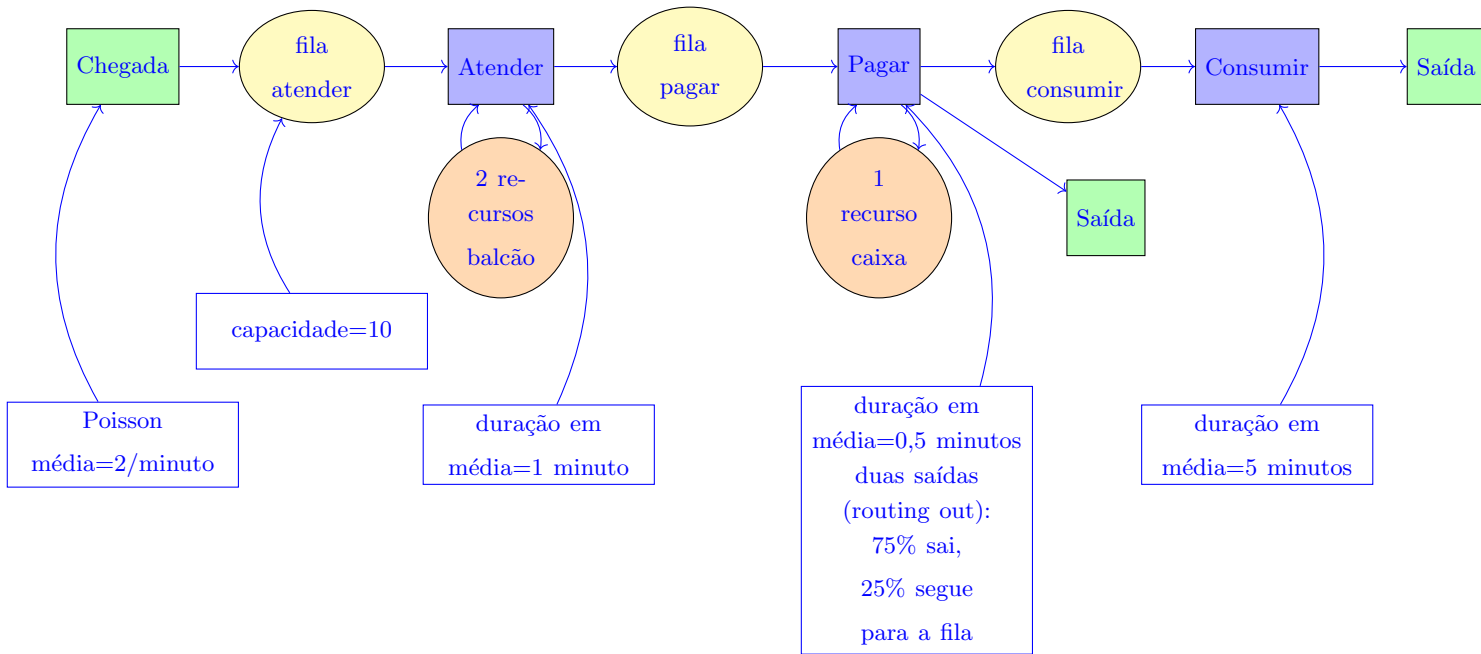 Chegada
fila
atender
Atender
fila
pagar
Pagar
fila
consumir
Consumir
Saída
2 re-
cursos
balcão
1
recurso
caixa
Saída
capacidade=10
Poisson
média=2/minuto
duração em
média=1 minuto
duração em
média=0,5 minutos
duas saídas
(routing out):
75% sai,
25% segue
para a fila
duração em
média=5 minutos